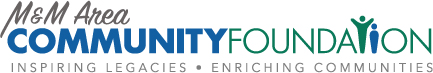 M&M Area
COMMUNITYFOUNDATION
INSPIRING LEGACIES • ENRICHING COMMUNITIES